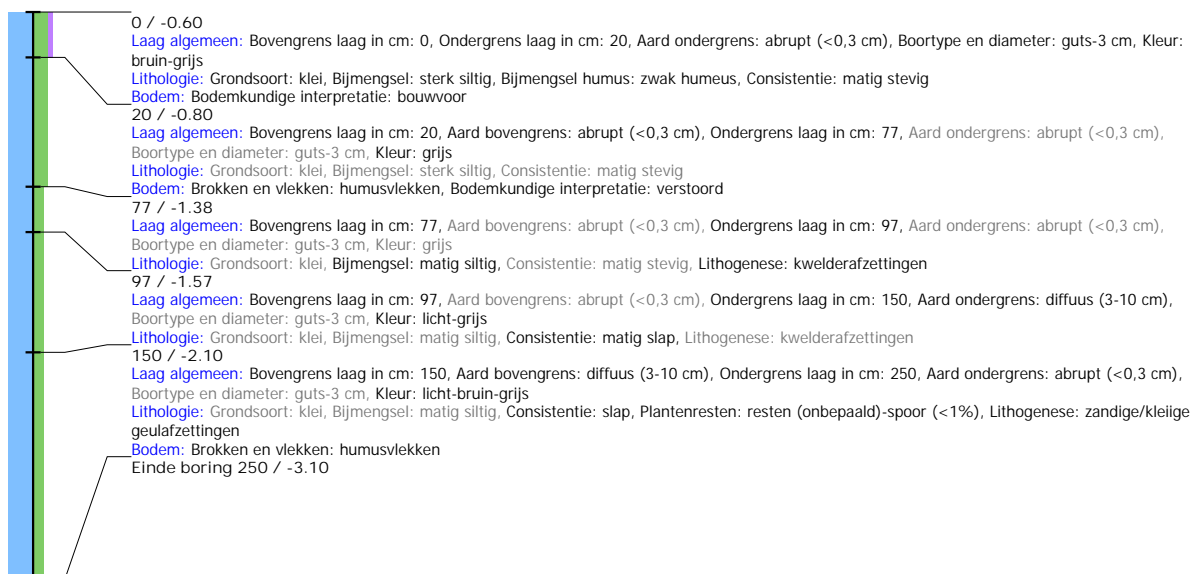 0 / -0.60
Laag algemeen: Bovengrens laag in cm: 0, Ondergrens laag in cm: 20, Aard ondergrens: abrupt (<0,3 cm), Boortype en diameter: guts-3 cm, Kleur:
bruin-grijs
Lithologie: Grondsoort: klei, Bijmengsel: sterk siltig, Bijmengsel humus: zwak humeus, Consistentie: matig stevig
Bodem: Bodemkundige interpretatie: bouwvoor
20 / -0.80
Laag algemeen: Bovengrens laag in cm: 20, Aard bovengrens: abrupt (<0,3 cm), Ondergrens laag in cm: 77, Aard ondergrens: abrupt (<0,3 cm),
Boortype en diameter: guts-3 cm, Kleur: grijs
Lithologie: Grondsoort: klei, Bijmengsel: sterk siltig, Consistentie: matig stevig
Bodem: Brokken en vlekken: humusvlekken, Bodemkundige interpretatie: verstoord
77 / -1.38
Laag algemeen: Bovengrens laag in cm: 77, Aard bovengrens: abrupt (<0,3 cm), Ondergrens laag in cm: 97, Aard ondergrens: abrupt (<0,3 cm),
Boortype en diameter: guts-3 cm, Kleur: grijs
Lithologie: Grondsoort: klei, Bijmengsel: matig siltig, Consistentie: matig stevig, Lithogenese: kwelderafzettingen
97 / -1.57
Laag algemeen: Bovengrens laag in cm: 97, Aard bovengrens: abrupt (<0,3 cm), Ondergrens laag in cm: 150, Aard ondergrens: diffuus (3-10 cm),
Boortype en diameter: guts-3 cm, Kleur: licht-grijs
Lithologie: Grondsoort: klei, Bijmengsel: matig siltig, Consistentie: matig slap, Lithogenese: kwelderafzettingen
150 / -2.10
Laag algemeen: Bovengrens laag in cm: 150, Aard bovengrens: diffuus (3-10 cm), Ondergrens laag in cm: 250, Aard ondergrens: abrupt (<0,3 cm),
Boortype en diameter: guts-3 cm, Kleur: licht-bruin-grijs
Lithologie: Grondsoort: klei, Bijmengsel: matig siltig, Consistentie: slap, Plantenresten: resten (onbepaald)-spoor (<1%), Lithogenese: zandige/kleiige
geulafzettingen
Bodem: Brokken en vlekken: humusvlekken
Einde boring 250 / -3.10